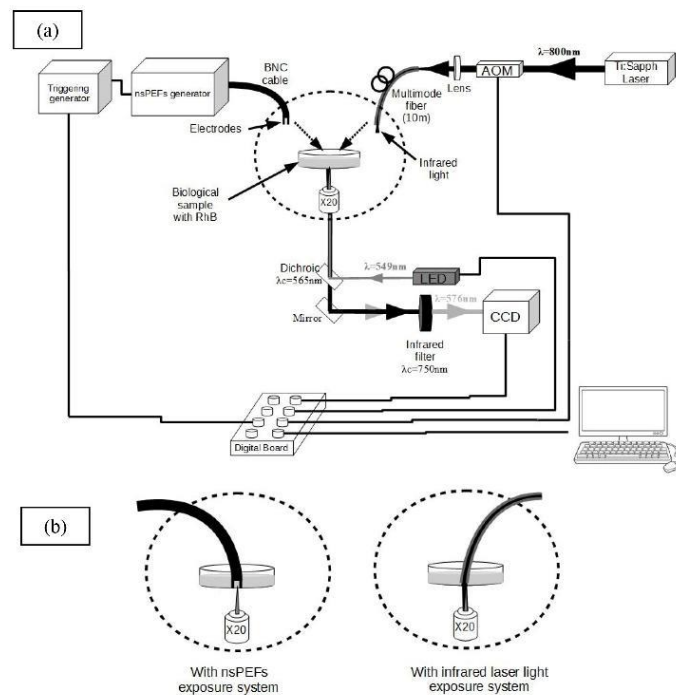 (a)
Triggering
generator
nsPEFs generator
BNC
cable
Electrodes
Multimode
fiber
(10m)
Lens
AOM
λ=800nm
Ti:Sapph
Laser
Infrared
light
Biological
sample
with RhB
X20
Dichroic
λc=565nm
λ=549nm
LED
Mirror
λ=576nm
CCD
Infrared
filter
λc=750nm
Digital Board
(b)
X20
With nsPEFs
exposure system
X20
With infrared laser light
exposure system